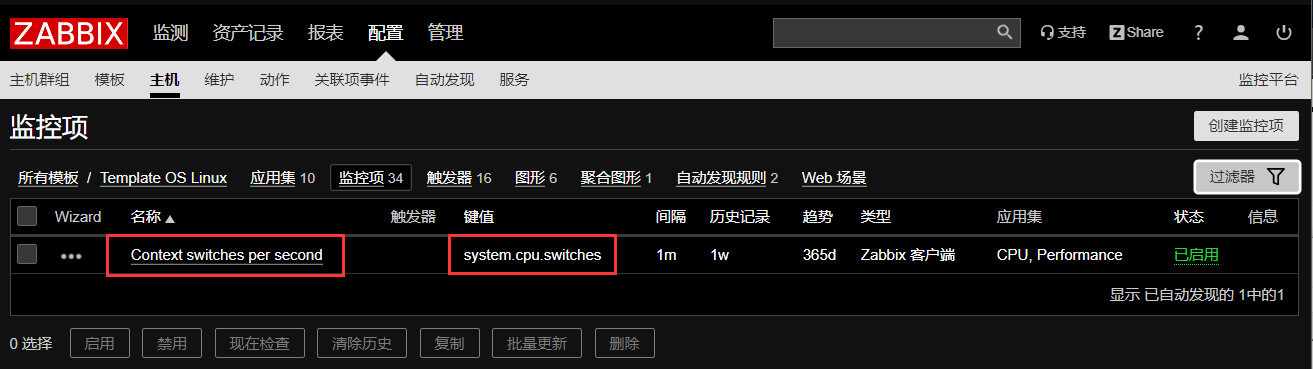 ZABBIX 监测 资产记录 报表 配置 管理 支持 Z Share ?
主机群组 模板 主机 维护 动作 关联项事件 自动发现 服务 监控平台
监控项 创建监控项
所有模板 / Template OS Linux 应用集 10 监控项 34 触发器 16 图形 6 聚合图形 1 自动发现规则 2 Web 场景 过滤器
Wizard 名称 触发器 键值 间隔 历史记录 趋势 类型 应用集 状态 信息
Context switches per second system.cpu.switches 1m 1w 365d Zabbix 客户端 CPU, Performance 已启用
显示 已自动发现的 1中的1
0 选择 启用 禁用 现在检查 清除历史 复制 批量更新 删除